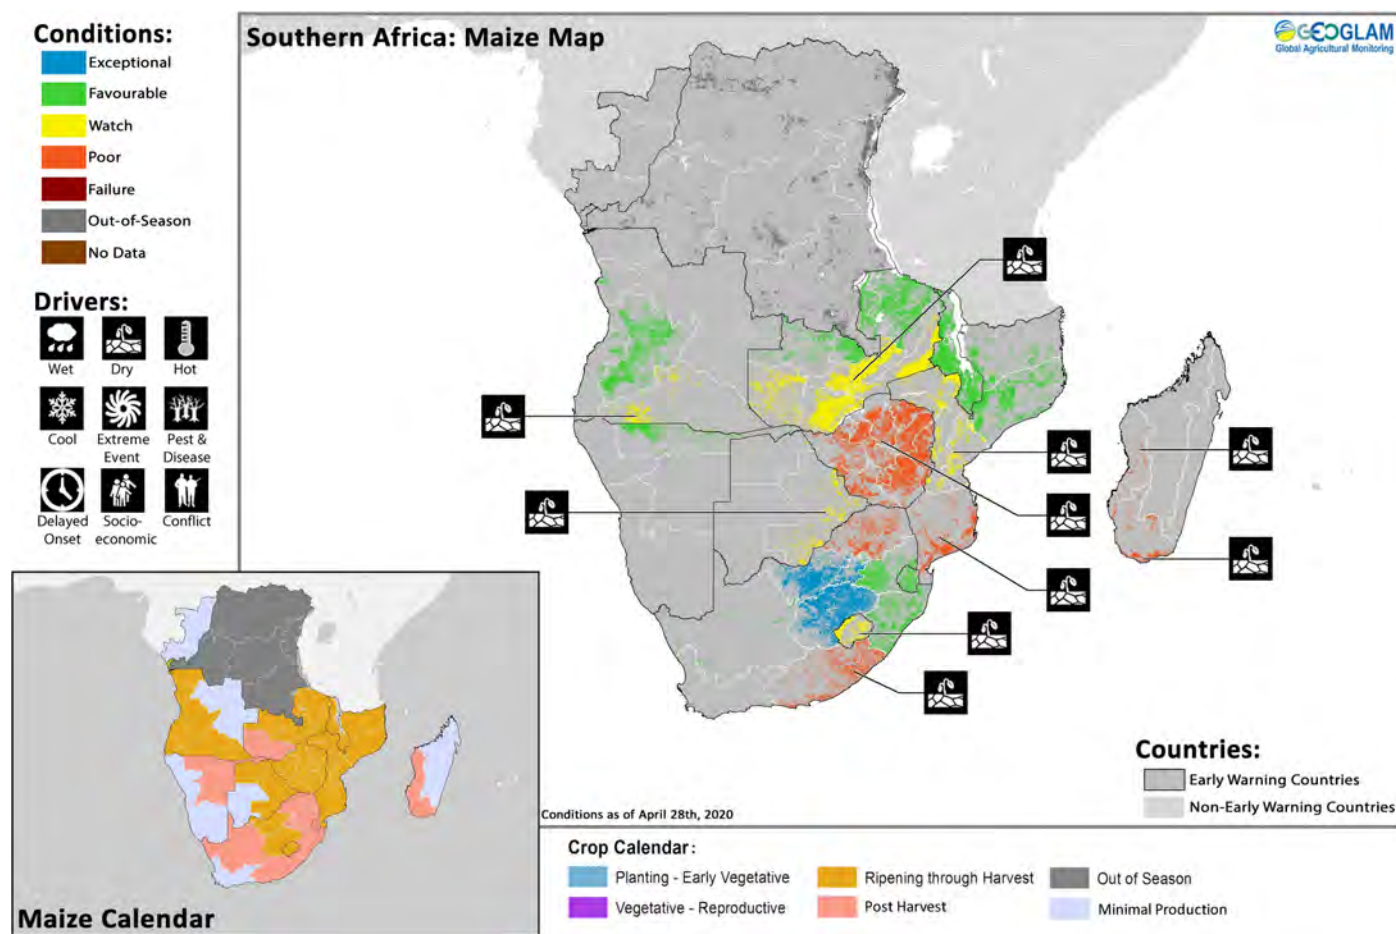 Conditions:
Exceptional
Favourable
Watch
Poor
Failure
Out-of-Season
No Data
Drivers:
Wet
Dry
Hot
Cool
Extreme
Event
Pest &
Disease
Delayed
Onset
Socio-
economic
Conflict
Southern Africa: Maize Map
GEOGLAM
Global Agricultural Monitoring
Countries:
Early Warning Countries
Non-Early Warning Countries
Conditions as of April 28th, 2020
Maize Calendar
Crop Calendar:
Planting - Early Vegetative
Vegetative - Reproductive
Ripening through Harvest
Post Harvest
Out of Season
Minimal Production